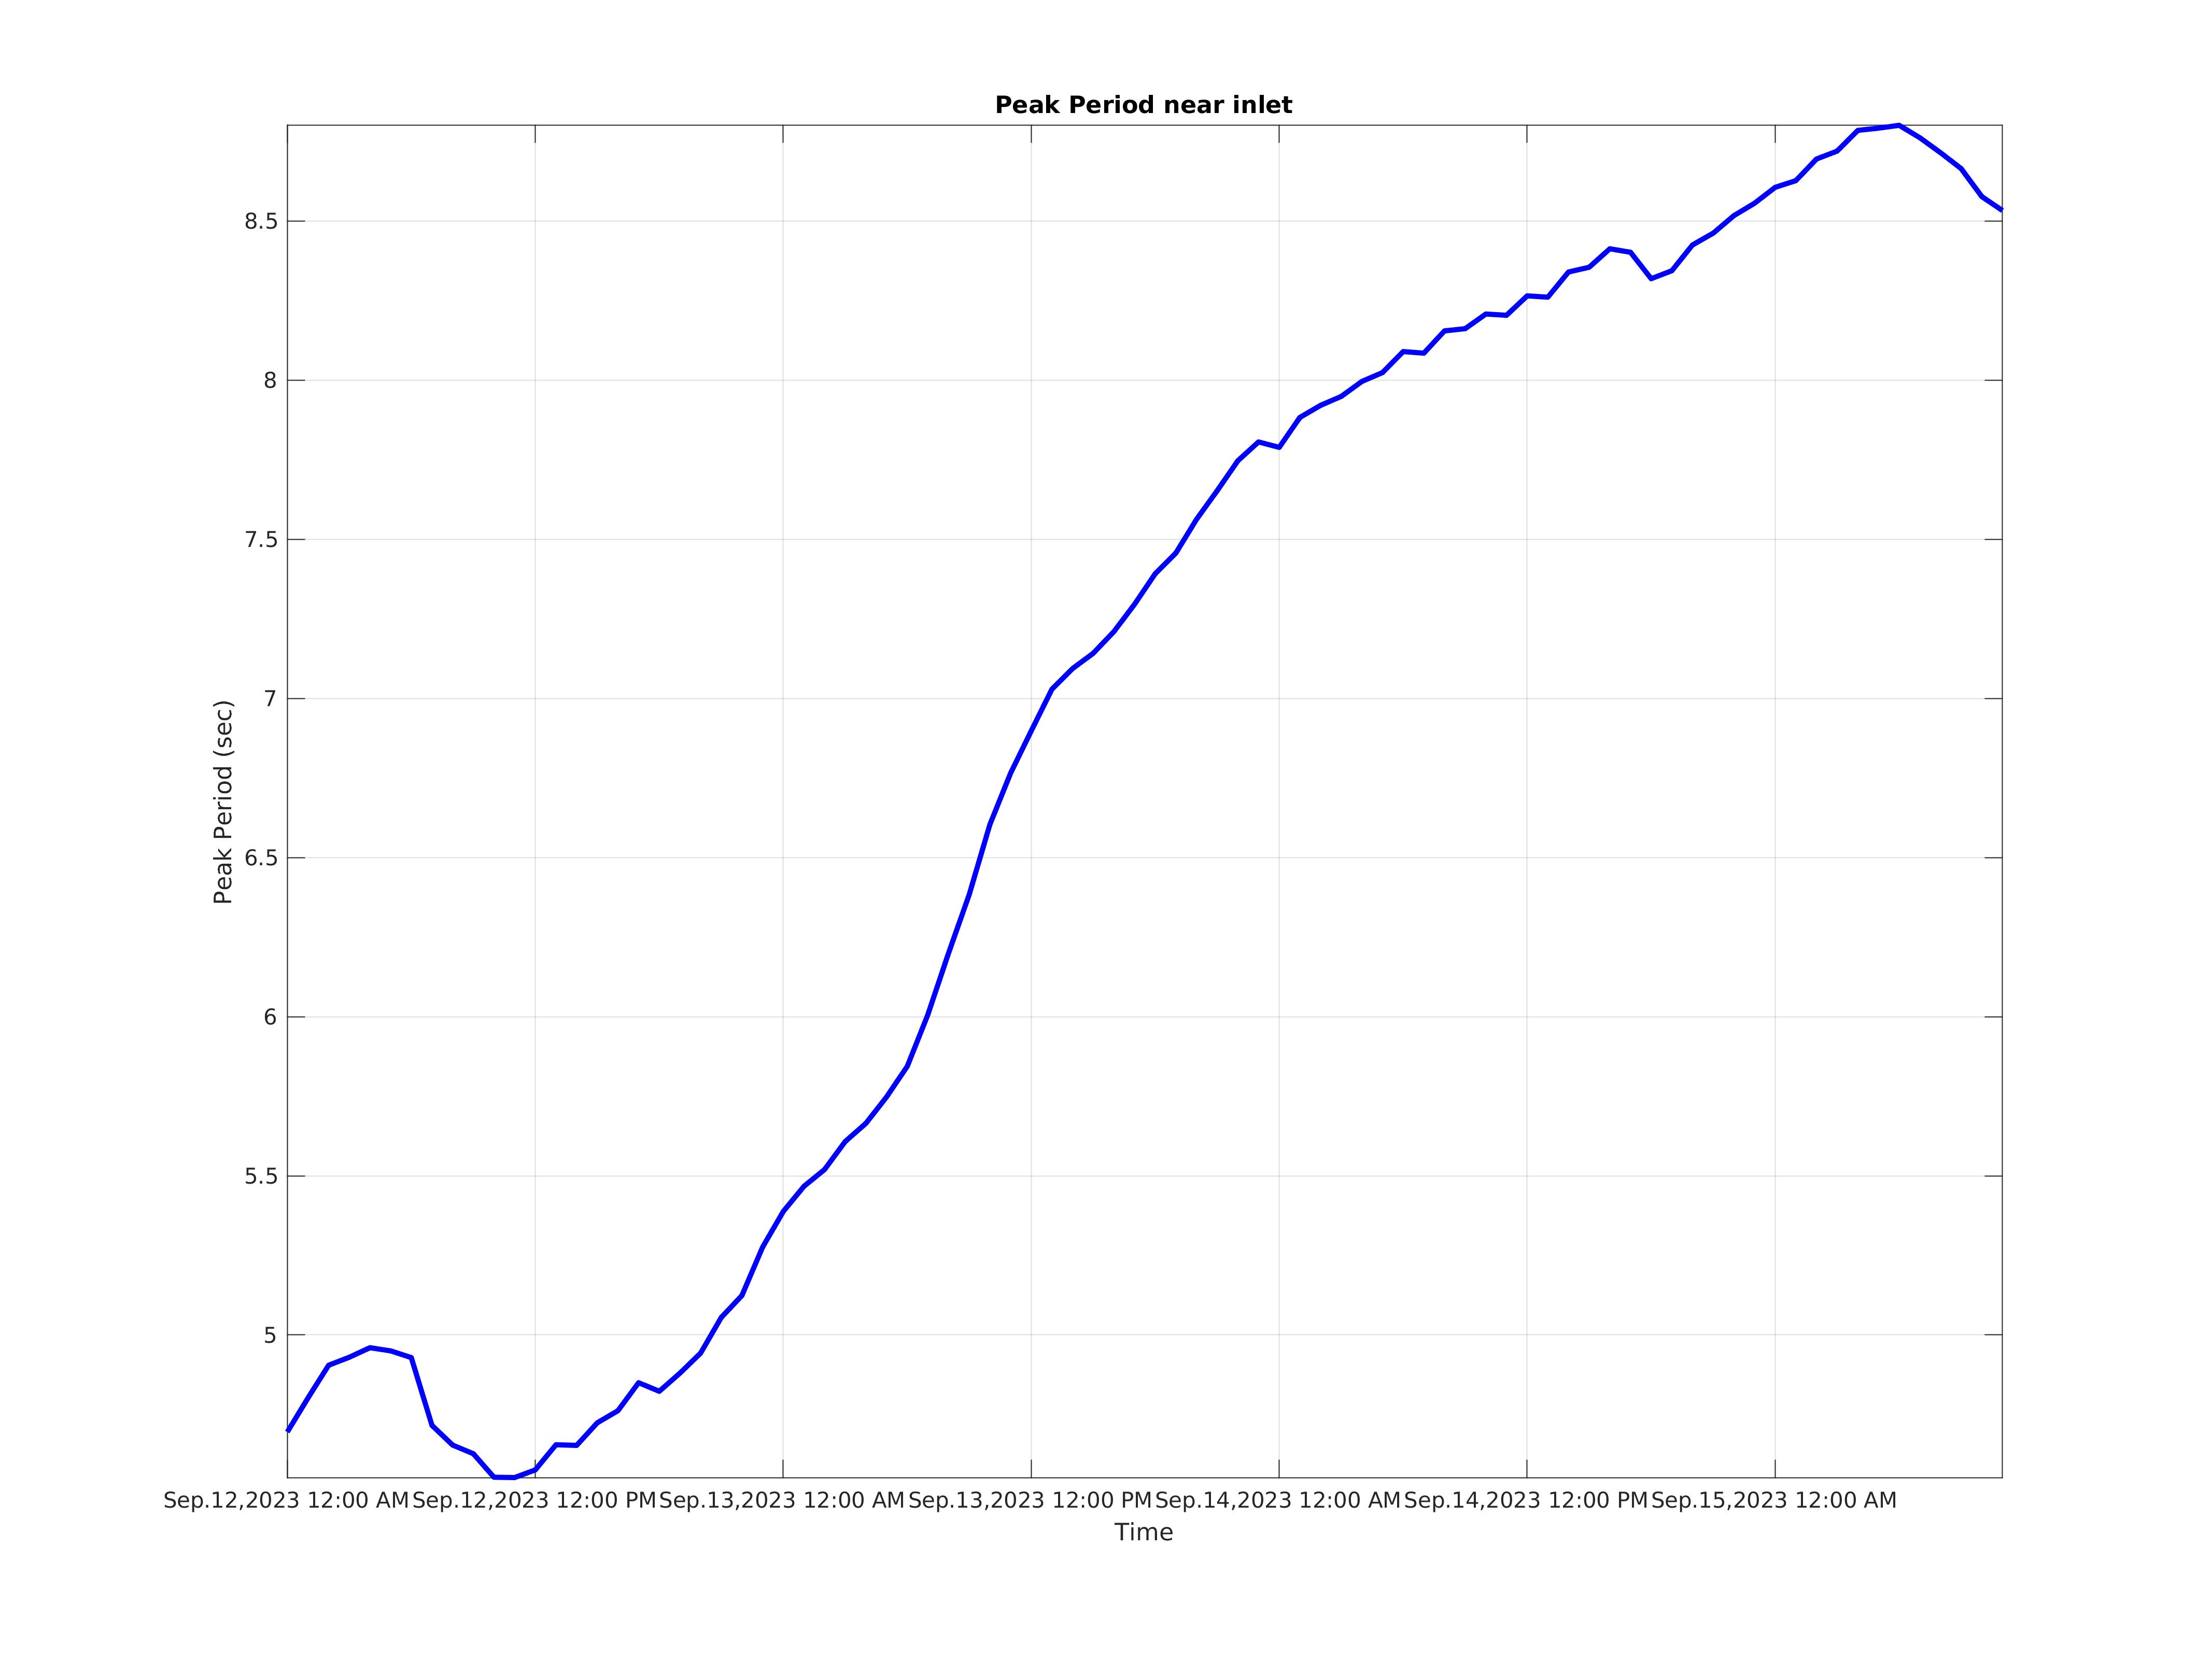 Peak Period near inlet
8.5
8
7.5
7
6.5
6
5.5
5
Peak Period (sec)
Sep.12,2023 12:00 AM Sep.12,2023 12:00 PM Sep.13,2023 12:00 AM Sep.13,2023 12:00 PM Sep.14,2023 12:00 AM Sep.14,2023 12:00 PM Sep.15,2023 12:00 AM
Time